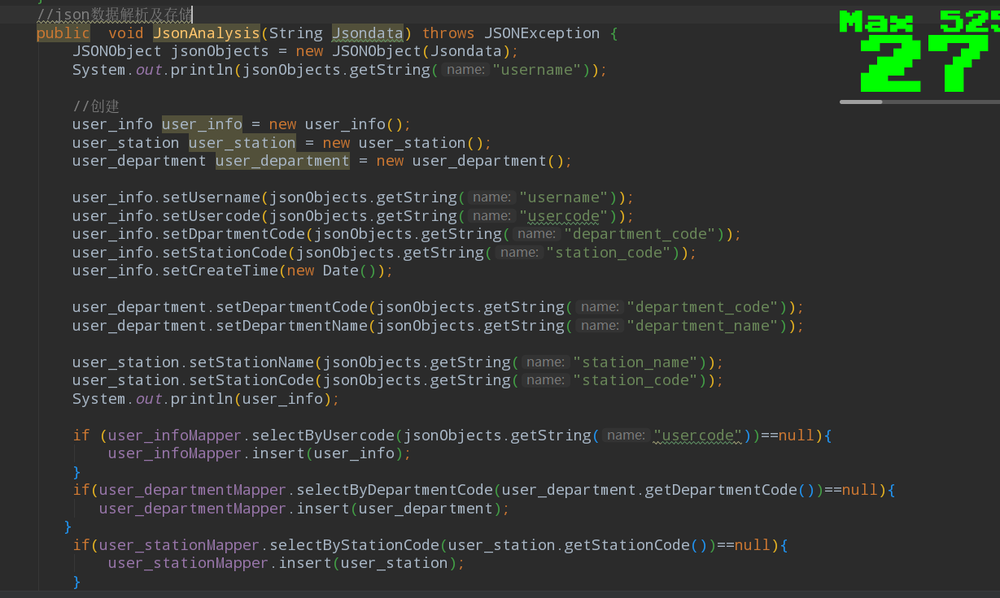 }
//json数据解析及存储
public  void JsonAnalysis(String Jsondata) throws JSONException {
    JSONObject jsonObjects = new JSONObject(Jsondata);
    System.out.println(jsonObjects.getString( name: "username"));
    //创建
    user_info user_info = new user_info();
    user_station user_station = new user_station();
    user_department user_department = new user_department();
    user_info.setUsername(jsonObjects.getString( name: "username"));
    user_info.setUsercode(jsonObjects.getString( name: "usercode"));
    user_info.setDpartmentCode(jsonObjects.getString( name: "department_code"));
    user_info.setStationCode(jsonObjects.getString( name: "station_code"));
    user_info.setCreateTime(new Date());
    user_department.setDepartmentCode(jsonObjects.getString( name: "department_code"));
    user_department.setDepartmentName(jsonObjects.getString( name: "department_name"));
    user_station.setStationName(jsonObjects.getString( name: "station_name"));
    user_station.setStationCode(jsonObjects.getString( name: "station_code"));
    System.out.println(user_info);
    if (user_infoMapper.selectByUsercode(jsonObjects.getString( name: "usercode"))==null){
        user_infoMapper.insert(user_info);
    }
    if(user_departmentMapper.selectByDepartmentCode(user_department.getDepartmentCode())==null){
       user_departmentMapper.insert(user_department);
   }
    if(user_stationMapper.selectByStationCode(user_station.getStationCode())==null){
        user_stationMapper.insert(user_station);
    }
Max 525
27